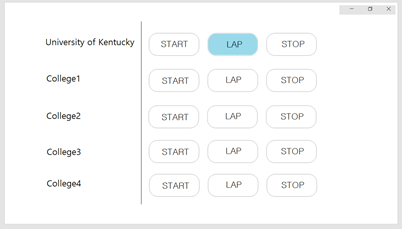 University of Kentucky START LAP STOP
College1 START LAP STOP
College2 START LAP STOP
College3 START LAP STOP
College4 START LAP STOP